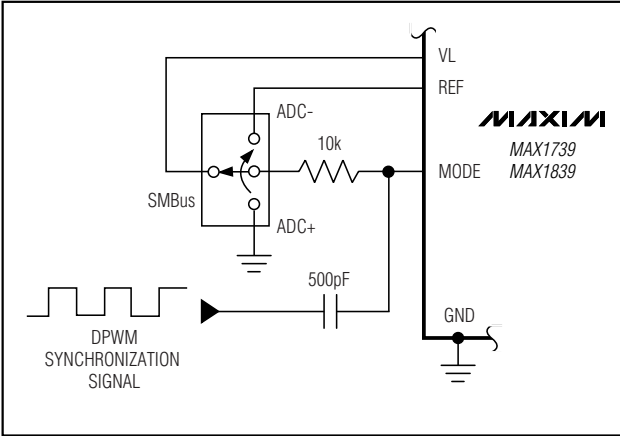 VL
REF
ADC-
MAXIM
10k
MAX1739
MAX1839
MODE
SMBus
ADC+
500pF
GND
DPWM
SYNCHRONIZATION
SIGNAL